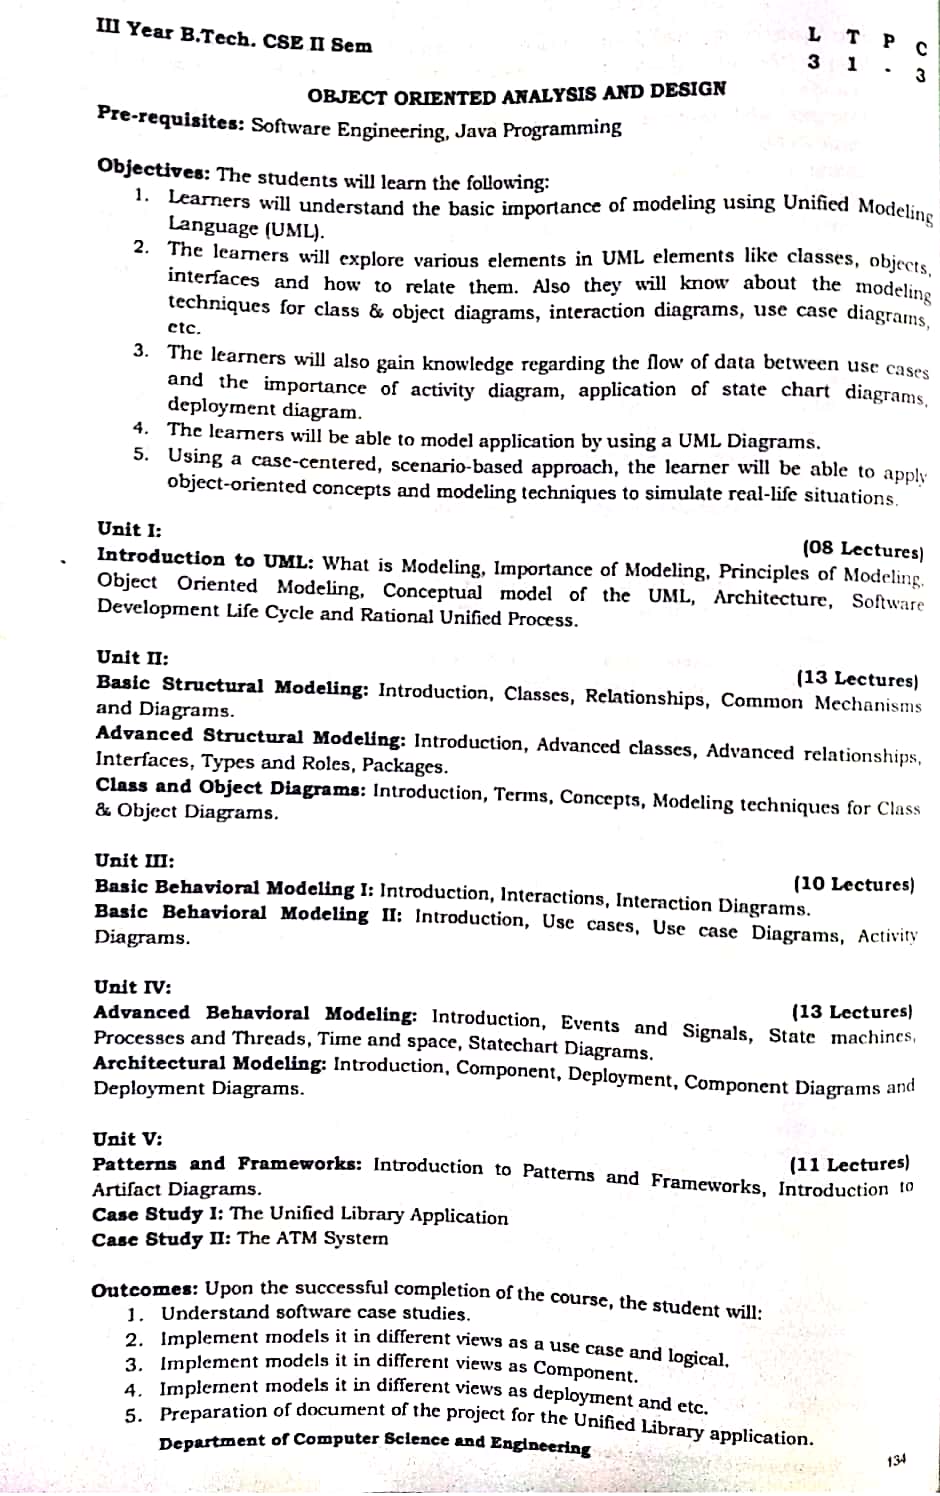 III Year B.Tech. CSE II Sem
L T P C
3 1 - 3
OBJECT ORIENTED ANALYSIS AND DESIGN
Pre-requisites: Software Engineering, Java Programming
Objectives: The students will learn the following:
1. Learners will understand the basic importance of modeling using Unified Modeling
Language (UML).
2. The learners will explore various elements in UML elements like classes, objects,
interfaces and how to relate them. Also they will know about the modeling
techniques for class & object diagrams, interaction diagrams, use case diagrams,
etc.
3. The learners will also gain knowledge regarding the flow of data between use cases
and the importance of activity diagram, application of state chart diagrams,
deployment diagram.
4. The learners will be able to model application by using a UML Diagrams.
5. Using a case-centered, scenario-based approach, the learner will be able to apply
object-oriented concepts and modeling techniques to simulate real-life situations.
Unit I:
(08 Lectures)
Introduction to UML: What is Modeling, Importance of Modeling, Principles of Modeling,
Object Oriented Modeling, Conceptual model of the UML, Architecture, Software
Development Life Cycle and Rational Unified Process.
Unit II:
(13 Lectures)
Basic Structural Modeling: Introduction, Classes, Relationships, Common Mechanisms
and Diagrams.
Advanced Structural Modeling: Introduction, Advanced classes, Advanced relationships,
Interfaces, Types and Roles, Packages.
Class and Object Diagrams: Introduction, Terms, Concepts, Modeling techniques for Class
& Object Diagrams.
Unit III:
(10 Lectures)
Basic Behavioral Modeling I: Introduction, Interactions, Interaction Diagrams.
Basic Behavioral Modeling II: Introduction, Use cases, Use case Diagrams, Activity
Diagrams.
Unit IV:
(13 Lectures)
Advanced Behavioral Modeling: Introduction, Events and Signals, State machines,
Processes and Threads, Time and space, Statechart Diagrams.
Architectural Modeling: Introduction, Component, Deployment, Component Diagrams and
Deployment Diagrams.
Unit V:
(11 Lectures)
Patterns and Frameworks: Introduction to Patterns and Frameworks, Introduction to
Artifact Diagrams.
Case Study I: The Unified Library Application
Case Study II: The ATM System
Outcomes: Upon the successful completion of the course, the student will:
1. Understand software case studies.
2. Implement models it in different views as a use case and logical.
3. Implement models it in different views as Component.
4. Implement models it in different views as deployment and etc.
5. Preparation of document of the project for the Unified Library application.
Department of Computer Science and Engineering
134